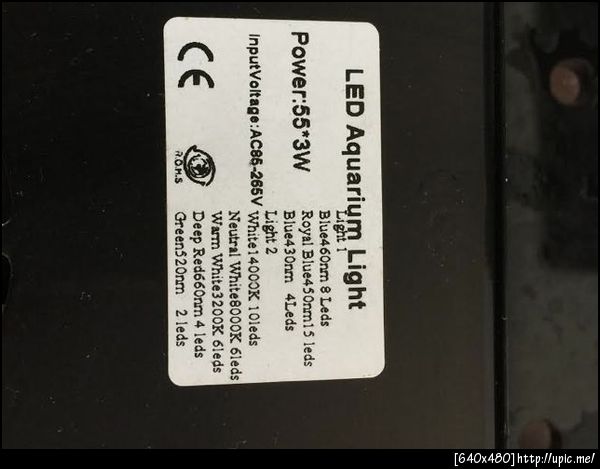 LED Aquarium Light
Power:55*3W
InputVoltage:AC85-265V
CE
R.O.H.S
Light 1
Blue460nm 8 Leds
Royal Blue450nm15 leds
Blue430nm 4Leds
Light 2
White14000K 10leds
Neutral White8000K 6leds
Warm White3200K 6leds
Deep Red660nm 4 leds
Green520nm 2 leds
[640x480]http://upic.me/